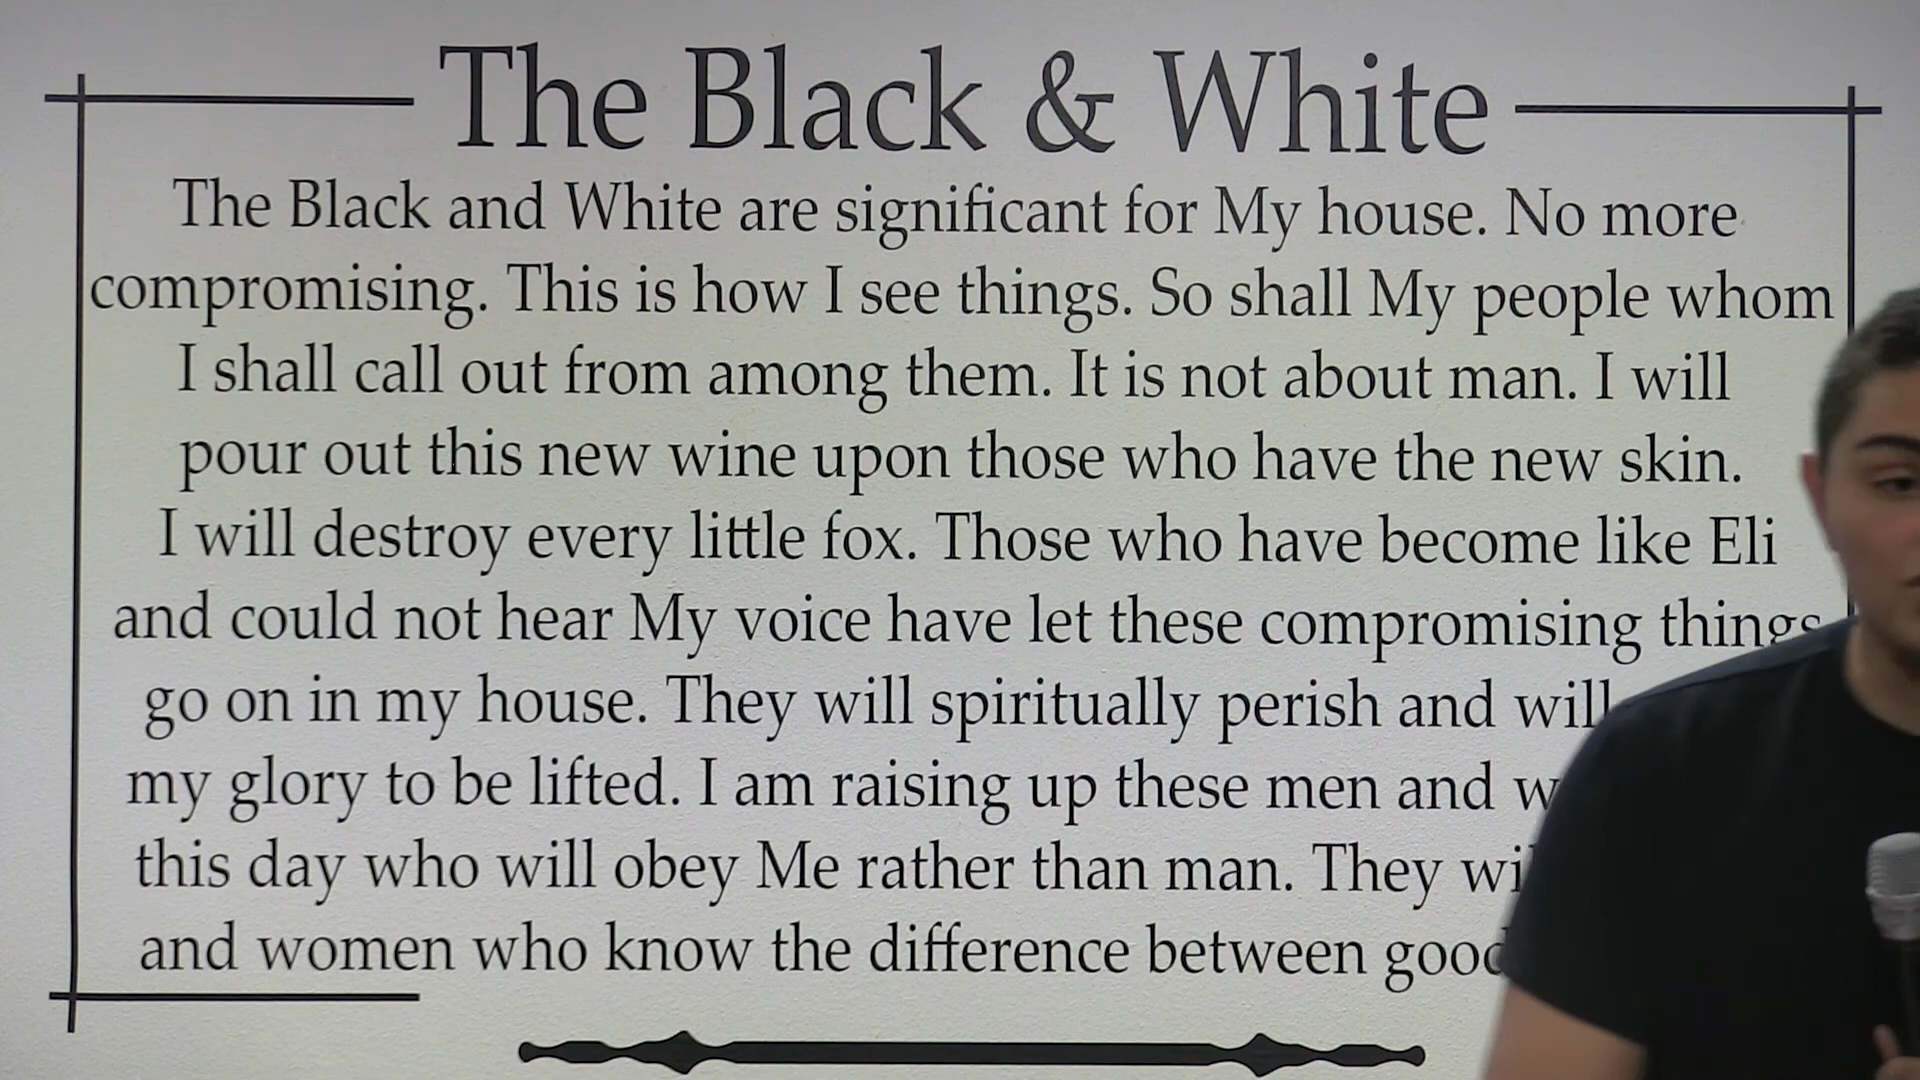 The Black & White
The Black and White are significant for My house. No more
compromising. This is how I see things. So shall My people whom
I shall call out from among them. It is not about man. I will
pour out this new wine upon those who have the new skin.
I will destroy every little fox. Those who have become like Eli
and could not hear My voice have let these compromising things
go on in my house. They will spiritually perish and will
my glory to be lifted. I am raising up these men and
this day who will obey Me rather than man. They
and women who know the difference between